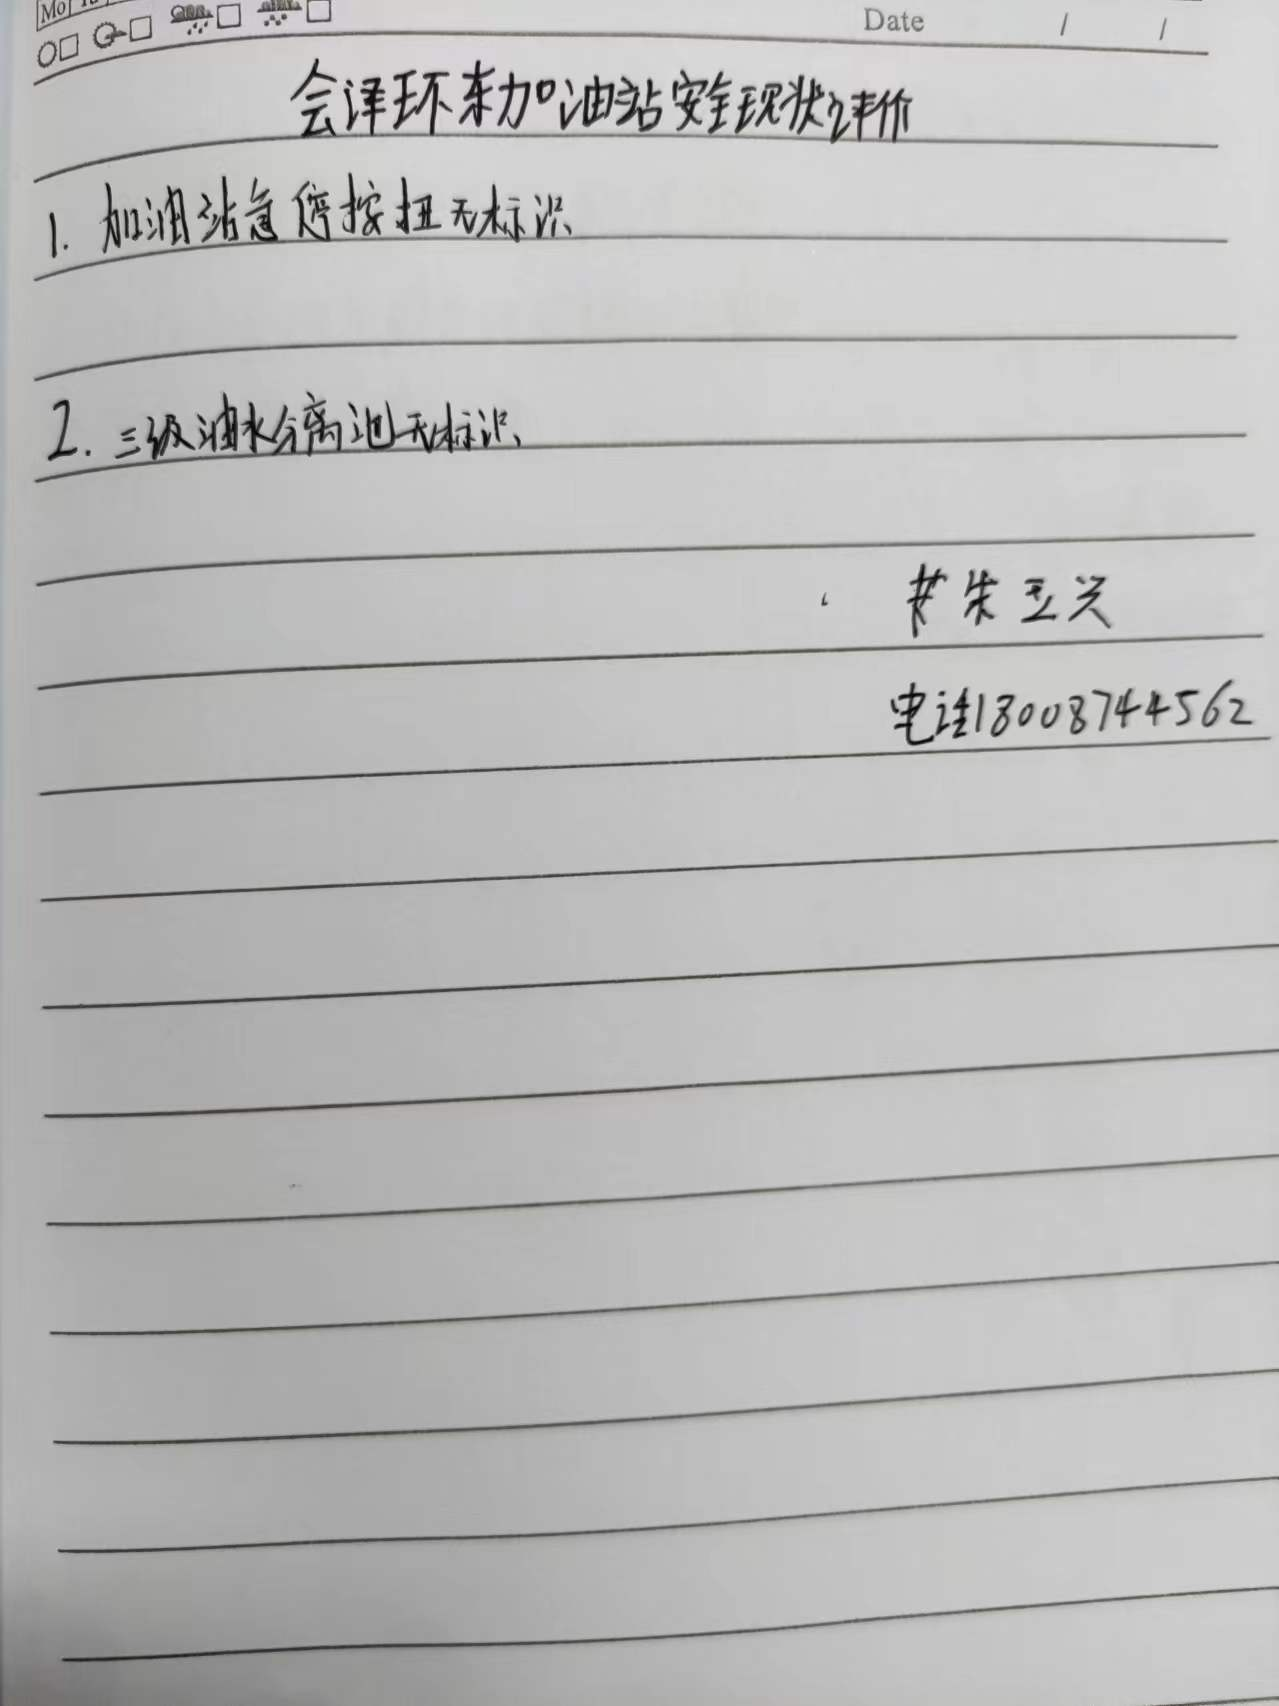 Mo
Date / /
会泽环东加油站安全现状评价
1. 加油站急停按扭无标识
2. 三级油水分离池无标识
朱玉兴
电话18008744562